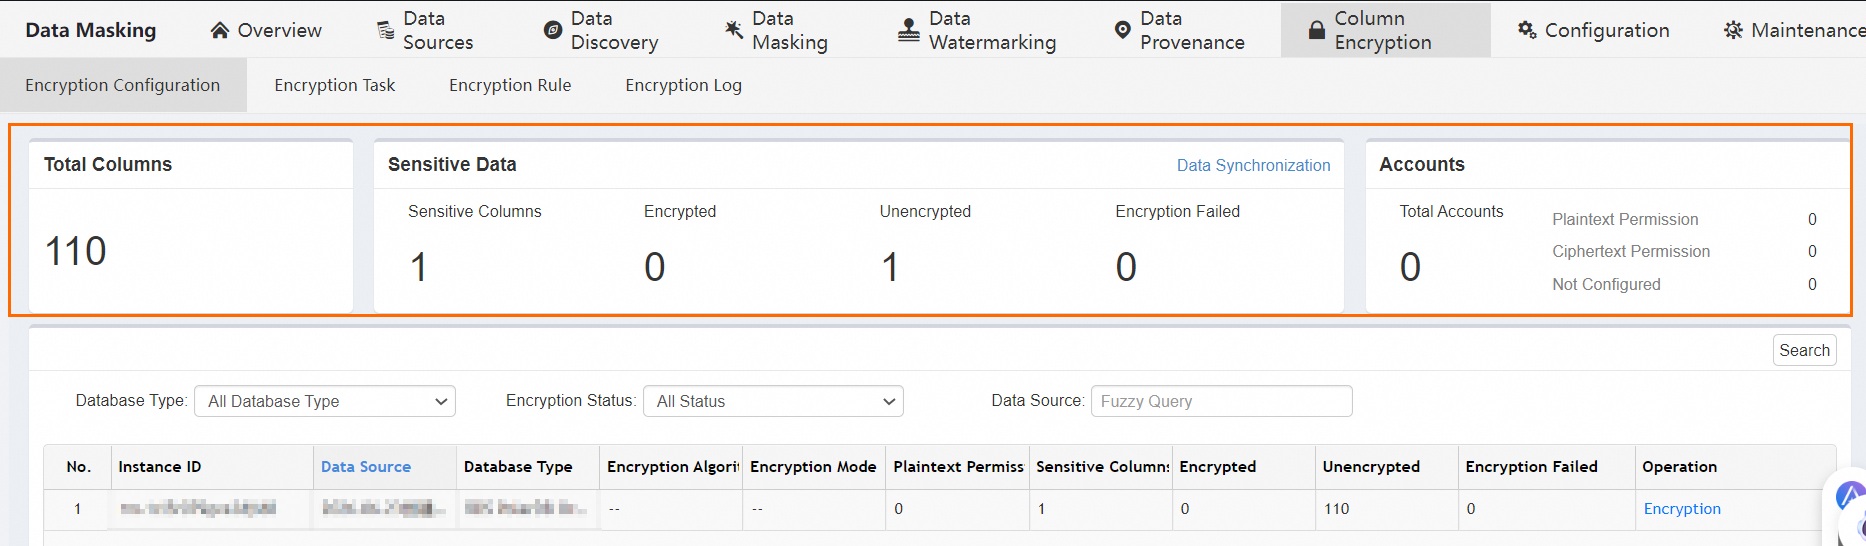 Data Masking
Overview
Data Sources
Data Discovery
Data Masking
Data Watermarking
Data Provenance
Column Encryption
Configuration
Maintenance
Encryption Configuration
Encryption Task
Encryption Rule
Encryption Log
Total Columns
110
Sensitive Data
Data Synchronization
Sensitive Columns
Encrypted
Unencrypted
Encryption Failed
1
0
1
0
Accounts
Total Accounts
0
Plaintext Permission 0
Ciphertext Permission 0
Not Configured 0
Search
Database Type: All Database Type
Encryption Status: All Status
Data Source: Fuzzy Query
No. Instance ID Data Source Database Type Encryption Algorit Encryption Mode Plaintext Permiss Sensitive Columns Encrypted Unencrypted Encryption Failed Operation
1 -- -- 0 1 0 110 0 Encryption